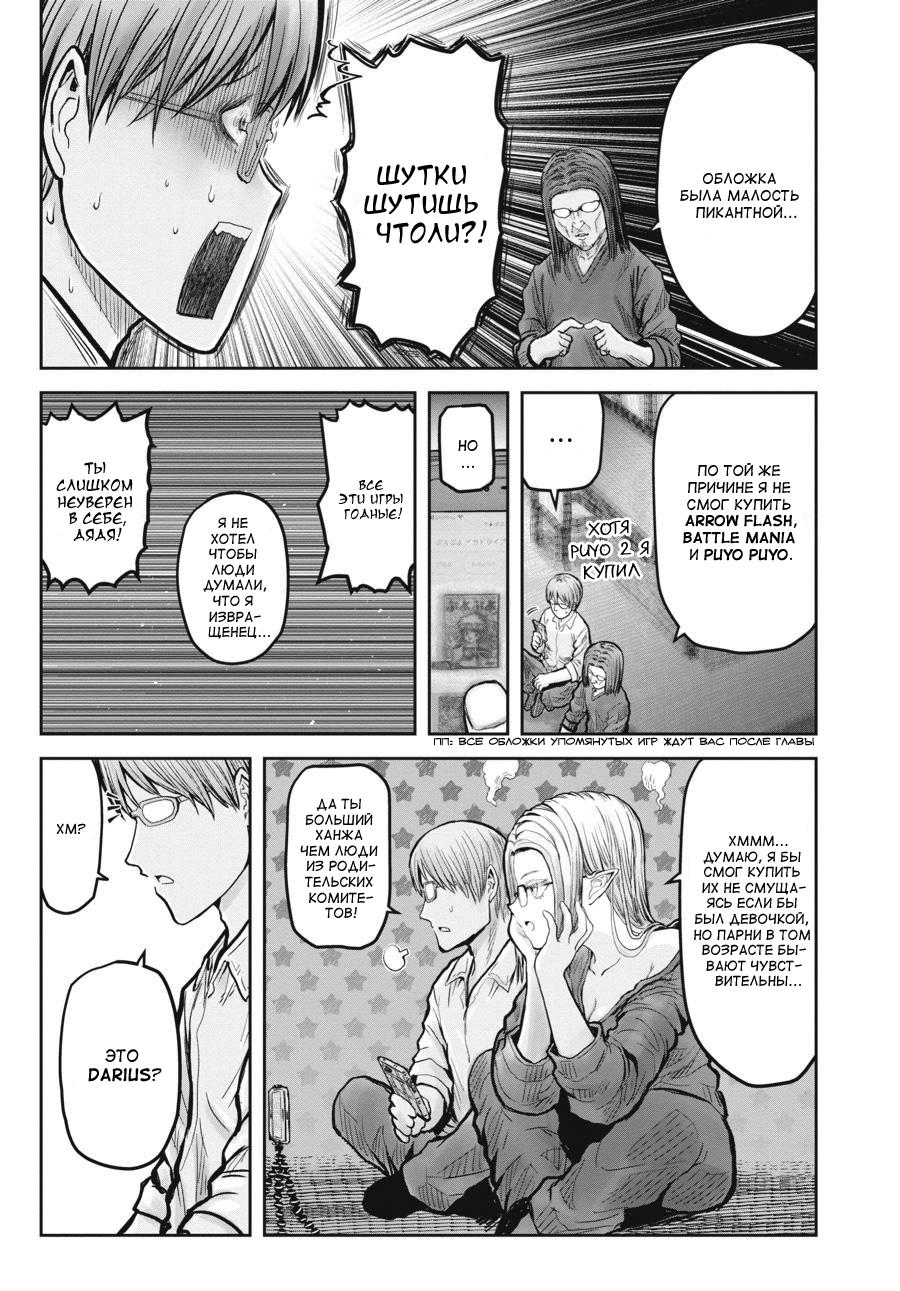 ОБЛОЖКА
БЫЛА МАЛОСТЬ
ПИКАНТНОЙ...
ШУТКИ
ШУТИШЬ
ЧТОЛИ?!
ПО ТОЙ ЖЕ
ПРИЧИНЕ Я НЕ
СМОГ КУПИТЬ
ARROW FLASH,
BATTLE MANIA
И PUYO PUYO.
...
ХОТЯ
PUYO 2 Я
КУПИЛ
НО
...
ВСЕ
ЭТИ ИГРЫ
ГОДНЫЕ!
Я НЕ
ХОТЕЛ
ЧТОБЫ
ЛЮДИ
ДУМАЛИ,
ЧТО Я
ИЗВРА-
ЩЕНЕЦ...
ТЫ
СЛИШКОМ
НЕУВЕРЕН
В СЕБЕ,
ДЯДЯ!
ПП: ВСЕ ОБЛОЖКИ УПОМЯНУТЫХ ИГР ЖДУТ ВАС ПОСЛЕ ГЛАВЫ
ХМММ...
ДУМАЮ, Я БЫ
СМОГ КУПИТЬ
ИХ НЕ СМУЩА-
ЯСЬ ЕСЛИ БЫ
БЫЛ ДЕВОЧКОЙ,
НО ПАРНИ В ТОМ
ВОЗРАСТЕ БЫ-
ВАЮТ ЧУВСТ-
ВИТЕЛЬНЫ...
ДА ТЫ
БОЛЬШИЙ
ХАНЖА
ЧЕМ ЛЮДИ
ИЗ РОДИ-
ТЕЛЬСКИХ
КОМИТЕ-
ТОВ!
ХМ?
ЭТО
DARIUS?